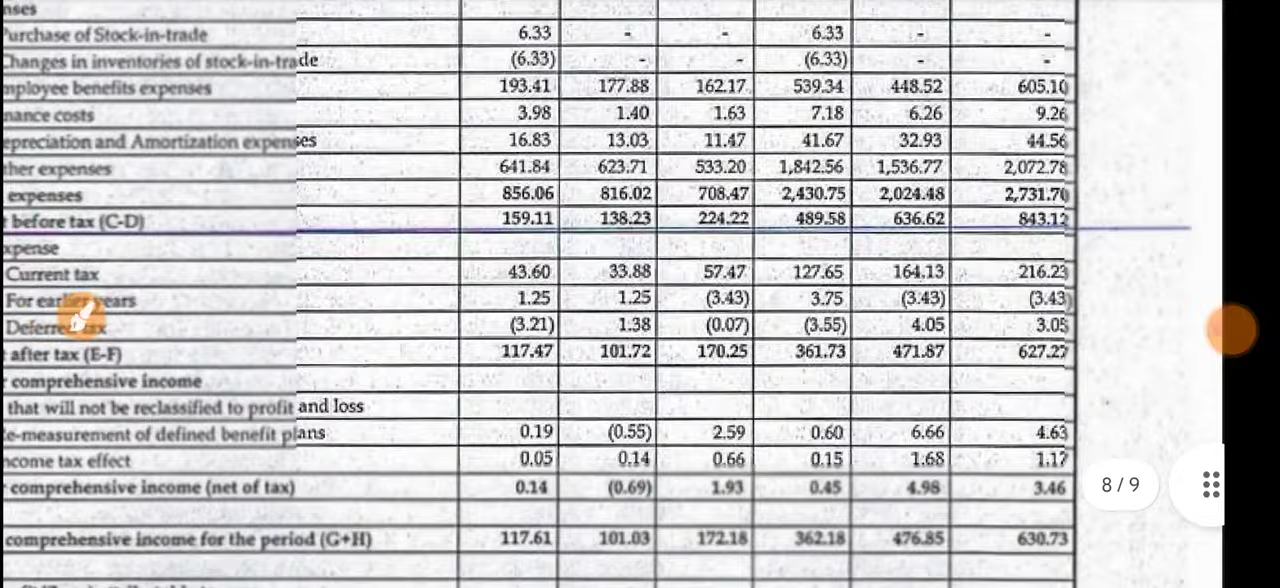 nses
Purchase of Stock-in-trade 6.33 - - 6.33 - -
Changes in inventories of stock-in-trade (6.33) - - (6.33) - -
mployee benefits expenses 193.41 177.88 162.17 539.34 448.52 605.10
nance costs 3.98 1.40 1.63 7.18 6.26 9.26
epreciation and Amortization expenses 16.83 13.03 11.47 41.67 32.93 44.56
ther expenses 641.84 623.71 533.20 1,842.56 1,536.77 2,072.78
expenses 856.06 816.02 708.47 2,430.75 2,024.48 2,731.70
t before tax (C-D) 159.11 138.23 224.22 489.58 636.62 843.12
xpense
Current tax 43.60 33.88 57.47 127.65 164.13 216.23
For earlier years 1.25 1.25 (3.43) 3.75 (3.43) (3.43)
Deferred tax (3.21) 1.38 (0.07) (3.55) 4.05 3.05
t after tax (E-F) 117.47 101.72 170.25 361.73 471.87 627.27
r comprehensive income
that will not be reclassified to profit and loss
Re-measurement of defined benefit plans 0.19 (0.55) 2.59 0.60 6.66 4.63
ncome tax effect 0.05 0.14 0.66 0.15 1.68 1.17
r comprehensive income (net of tax) 0.14 (0.69) 1.93 0.45 4.98 3.46
8 / 9
comprehensive income for the period (G+H) 117.61 101.03 172.18 362.18 476.85 630.73